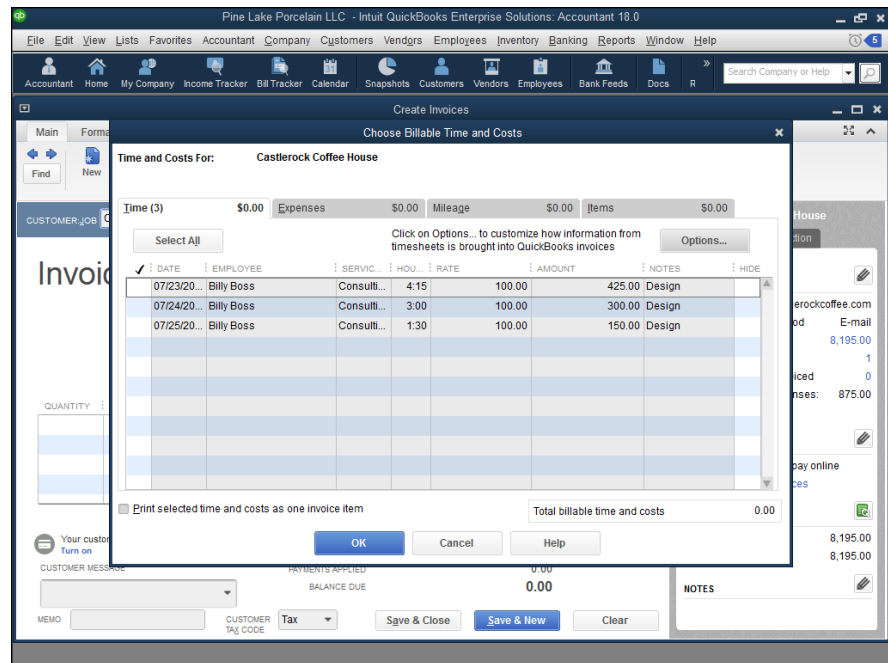 qb Pine Lake Porcelain LLC - Intuit QuickBooks Enterprise Solutions: Accountant 18.0
File Edit View Lists Favorites Accountant Company Customers Vendors Employees Inventory Banking Reports Window Help 5
Accountant Home My Company Income Tracker Bill Tracker Calendar Snapshots Customers Vendors Employees Bank Feeds Docs R » Search Company or Help
Create Invoices
Main Forma
Choose Billable Time and Costs
Find New
Time and Costs For: Castlerock Coffee House
CUSTOMER:JOB C
House
tion
Time (3) $0.00 Expenses $0.00 Mileage $0.00 Items $0.00
Select All
Click on Options... to customize how information from
timesheets is brought into QuickBooks invoices
Options...
Invoic
✓ DATE EMPLOYEE SERVIC... HOU... RATE AMOUNT NOTES HIDE
07/23/20... Billy Boss Consulti... 4:15 100.00 425.00 Design
07/24/20... Billy Boss Consulti... 3:00 100.00 300.00 Design
07/25/20... Billy Boss Consulti... 1:30 100.00 150.00 Design
erockcoffee.com
od E-mail
8,195.00
1
iced 0
nses: 875.00
QUANTITY
pay online
ces
Print selected time and costs as one invoice item
Total billable time and costs 0.00
OK Cancel Help
Your custor
Turn on
8,195.00
8,195.00
CUSTOMER MESSAGE
PAYMENTS APPLIED 0.00
BALANCE DUE 0.00
NOTES
MEMO
CUSTOMER
TAX CODE
Tax
Save & Close Save & New Clear